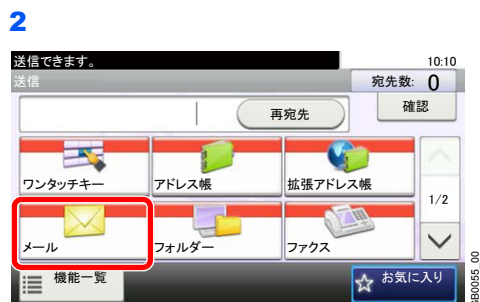 2
送信できます。
10:10
送信
宛先数: 0
再宛先
確認
ワンタッチキー
アドレス帳
拡張アドレス帳
1/2
メール
フォルダー
ファクス
機能一覧
お気に入り